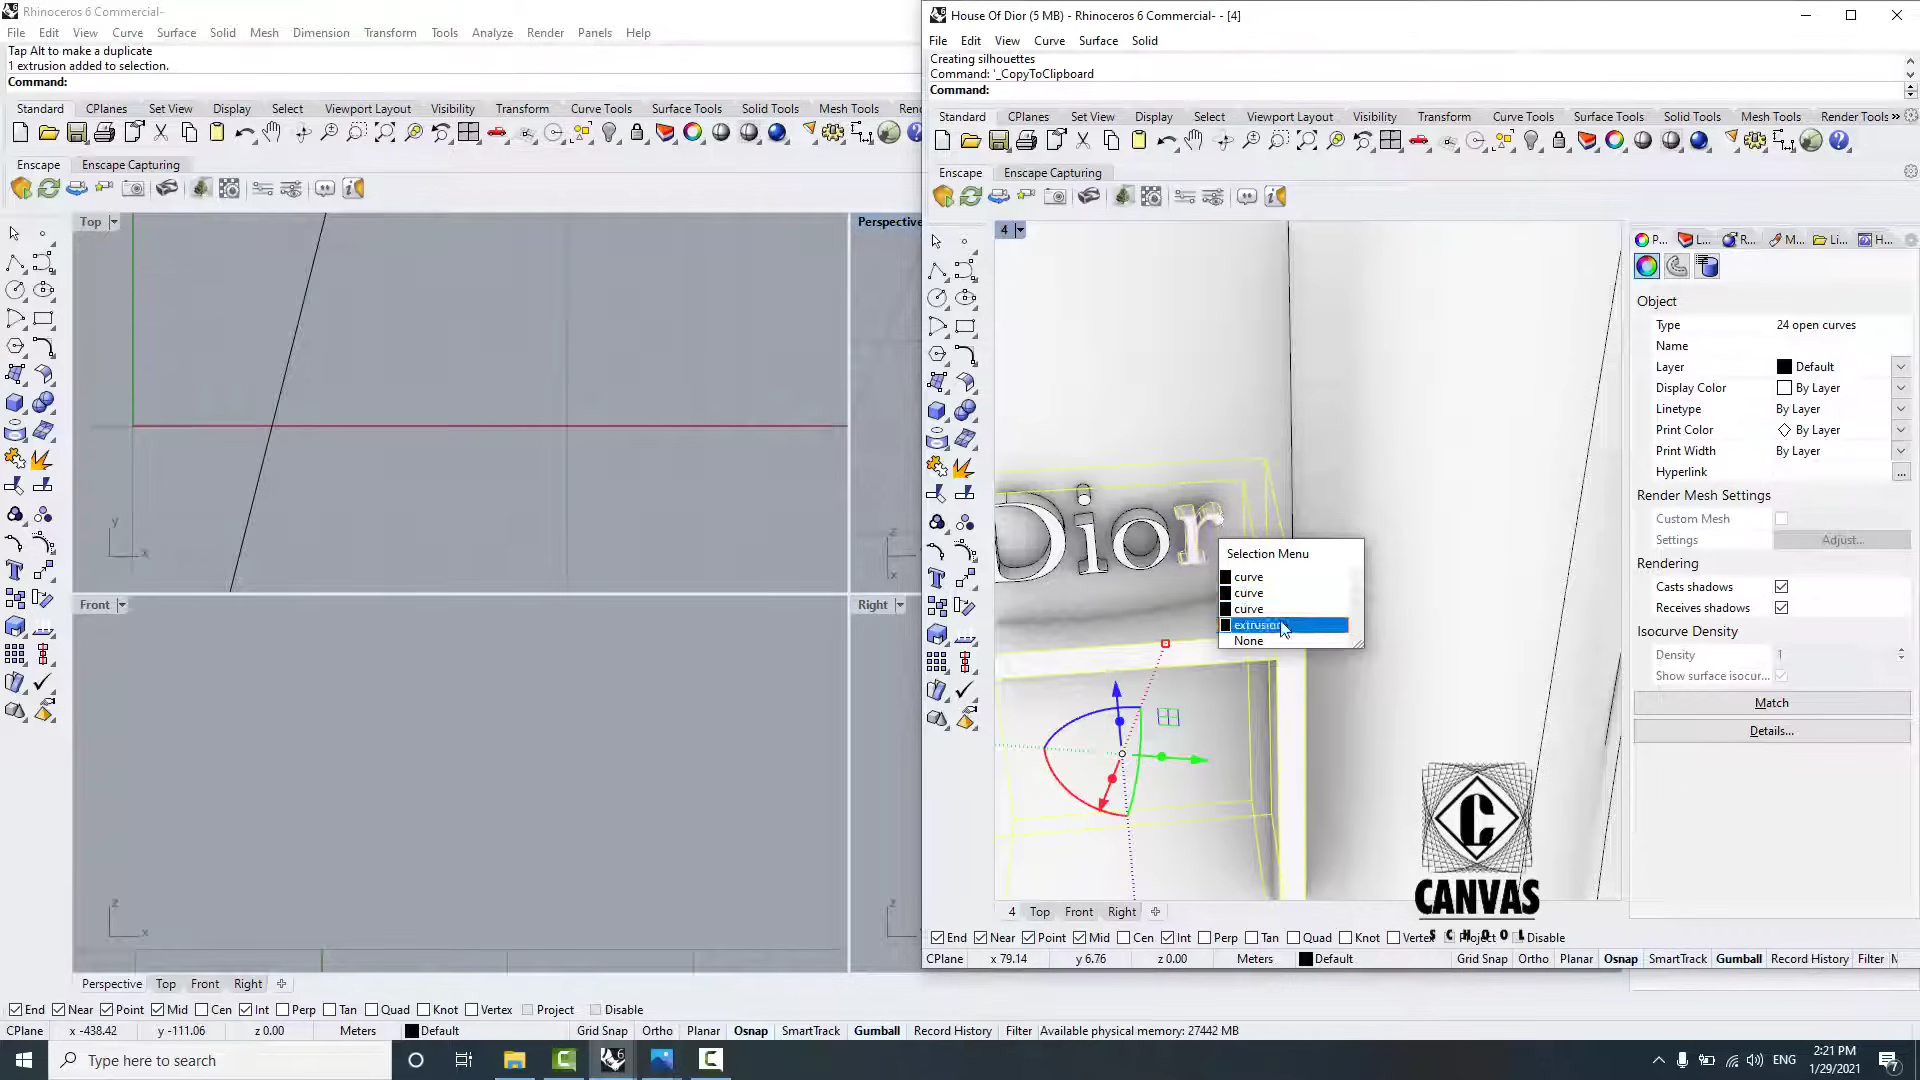 Rhinoceros 6 Commercial-
File Edit View Curve Surface Solid Mesh Dimension Transform Tools Analyze Render Panels Help
Tap Alt to make a duplicate
1 extrusion added to selection.
Command:
Standard CPlanes Set View Display Select Viewport Layout Visibility Transform Curve Tools Surface Tools Solid Tools Mesh Tools
Enscape Enscape Capturing
Top
Perspective
Front
Right
y
x
z
x
z
x
z
Perspective Top Front Right
End Near Point Mid Cen Int Perp Tan Quad Knot Vertex Project Disable
CPlane x -438.42 y -111.06 z 0.00 Meters Default Grid Snap Ortho Planar Osnap SmartTrack Gumball Record History Filter Available physical memory: 27442 MB
House Of Dior (5 MB) - Rhinoceros 6 Commercial- - [4]
File Edit View Curve Surface Solid
Creating silhouettes
Command: '_CopyToClipboard
Command:
Standard CPlanes Set View Display Select Viewport Layout Visibility Transform Curve Tools Surface Tools Solid Tools Mesh Tools Render Tools »
Enscape Enscape Capturing
4
Dior
Selection Menu
curve
curve
curve
extrusion
None
P... L... R... M... Li... H...
Object
Type 24 open curves
Name
Layer Default
Display Color By Layer
Linetype By Layer
Print Color By Layer
Print Width By Layer
Hyperlink ...
Render Mesh Settings
Custom Mesh
Settings Adjust...
Rendering
Casts shadows
Receives shadows
Isocurve Density
Density 1
Show surface isocur...
Match
Details...
C
CANVAS
SCHOOL
4 Top Front Right
End Near Point Mid Cen Int Perp Tan Quad Knot Vertex Project Disable
CPlane x 79.14 y 6.76 z 0.00 Meters Default Grid Snap Ortho Planar Osnap SmartTrack Gumball Record History Filter
Type here to search
ENG
2:21 PM
1/29/2021
7